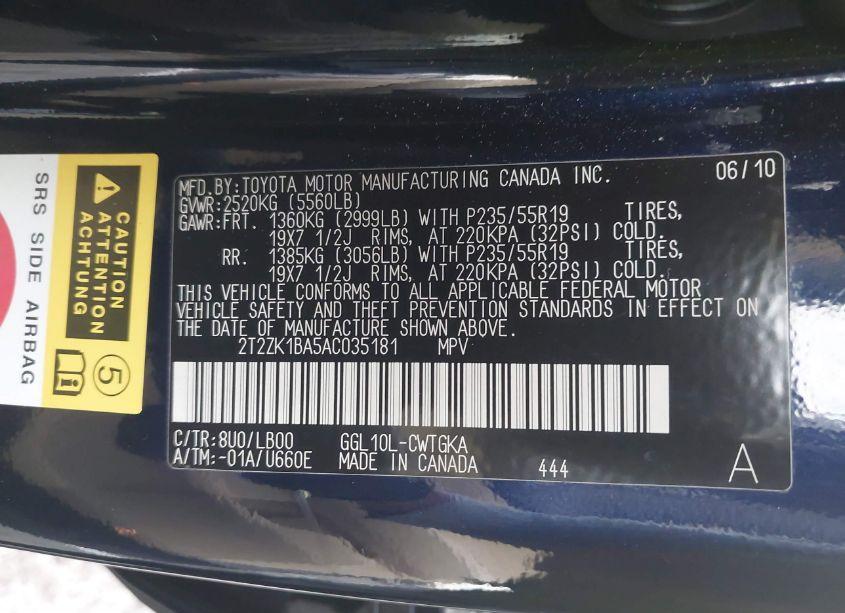 SRS SIDE AIRBAG
CAUTION
ATTENTION
ACHTUNG
i
5
MFD.BY:TOYOTA MOTOR MANUFACTURING CANADA INC. 06/10
GVWR:2520KG (5560LB)
GAWR:FRT. 1360KG (2999LB) WITH P235/55R19 TIRES,
19X7 1/2J RIMS, AT 220KPA (32PSI) COLD.
RR. 1385KG (3056LB) WITH P235/55R19 TIRES,
19X7 1/2J RIMS, AT 220KPA (32PSI) COLD.
THIS VEHICLE CONFORMS TO ALL APPLICABLE FEDERAL MOTOR
VEHICLE SAFETY AND THEFT PREVENTION STANDARDS IN EFFECT ON
THE DATE OF MANUFACTURE SHOWN ABOVE.
2T2ZK1BA5AC035181 MPV
C/TR:8U0/LB00 GGL10L-CWTGKA
A/TM:-01A/U660E MADE IN CANADA 444 A